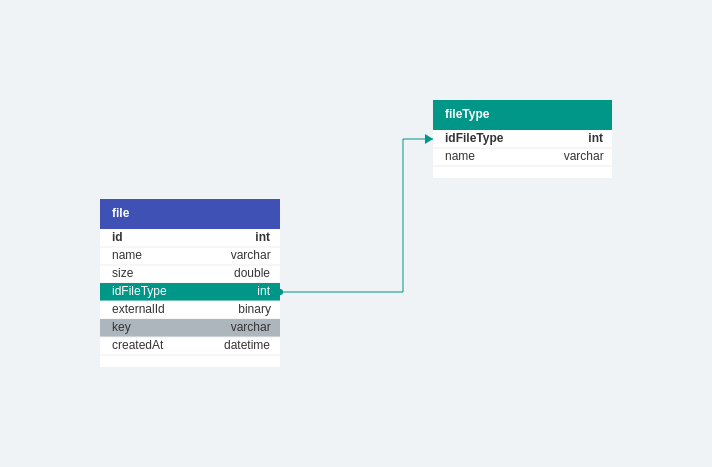 fileType
idFileType int
name varchar
file
id int
name varchar
size double
idFileType int
externalId binary
key varchar
createdAt datetime